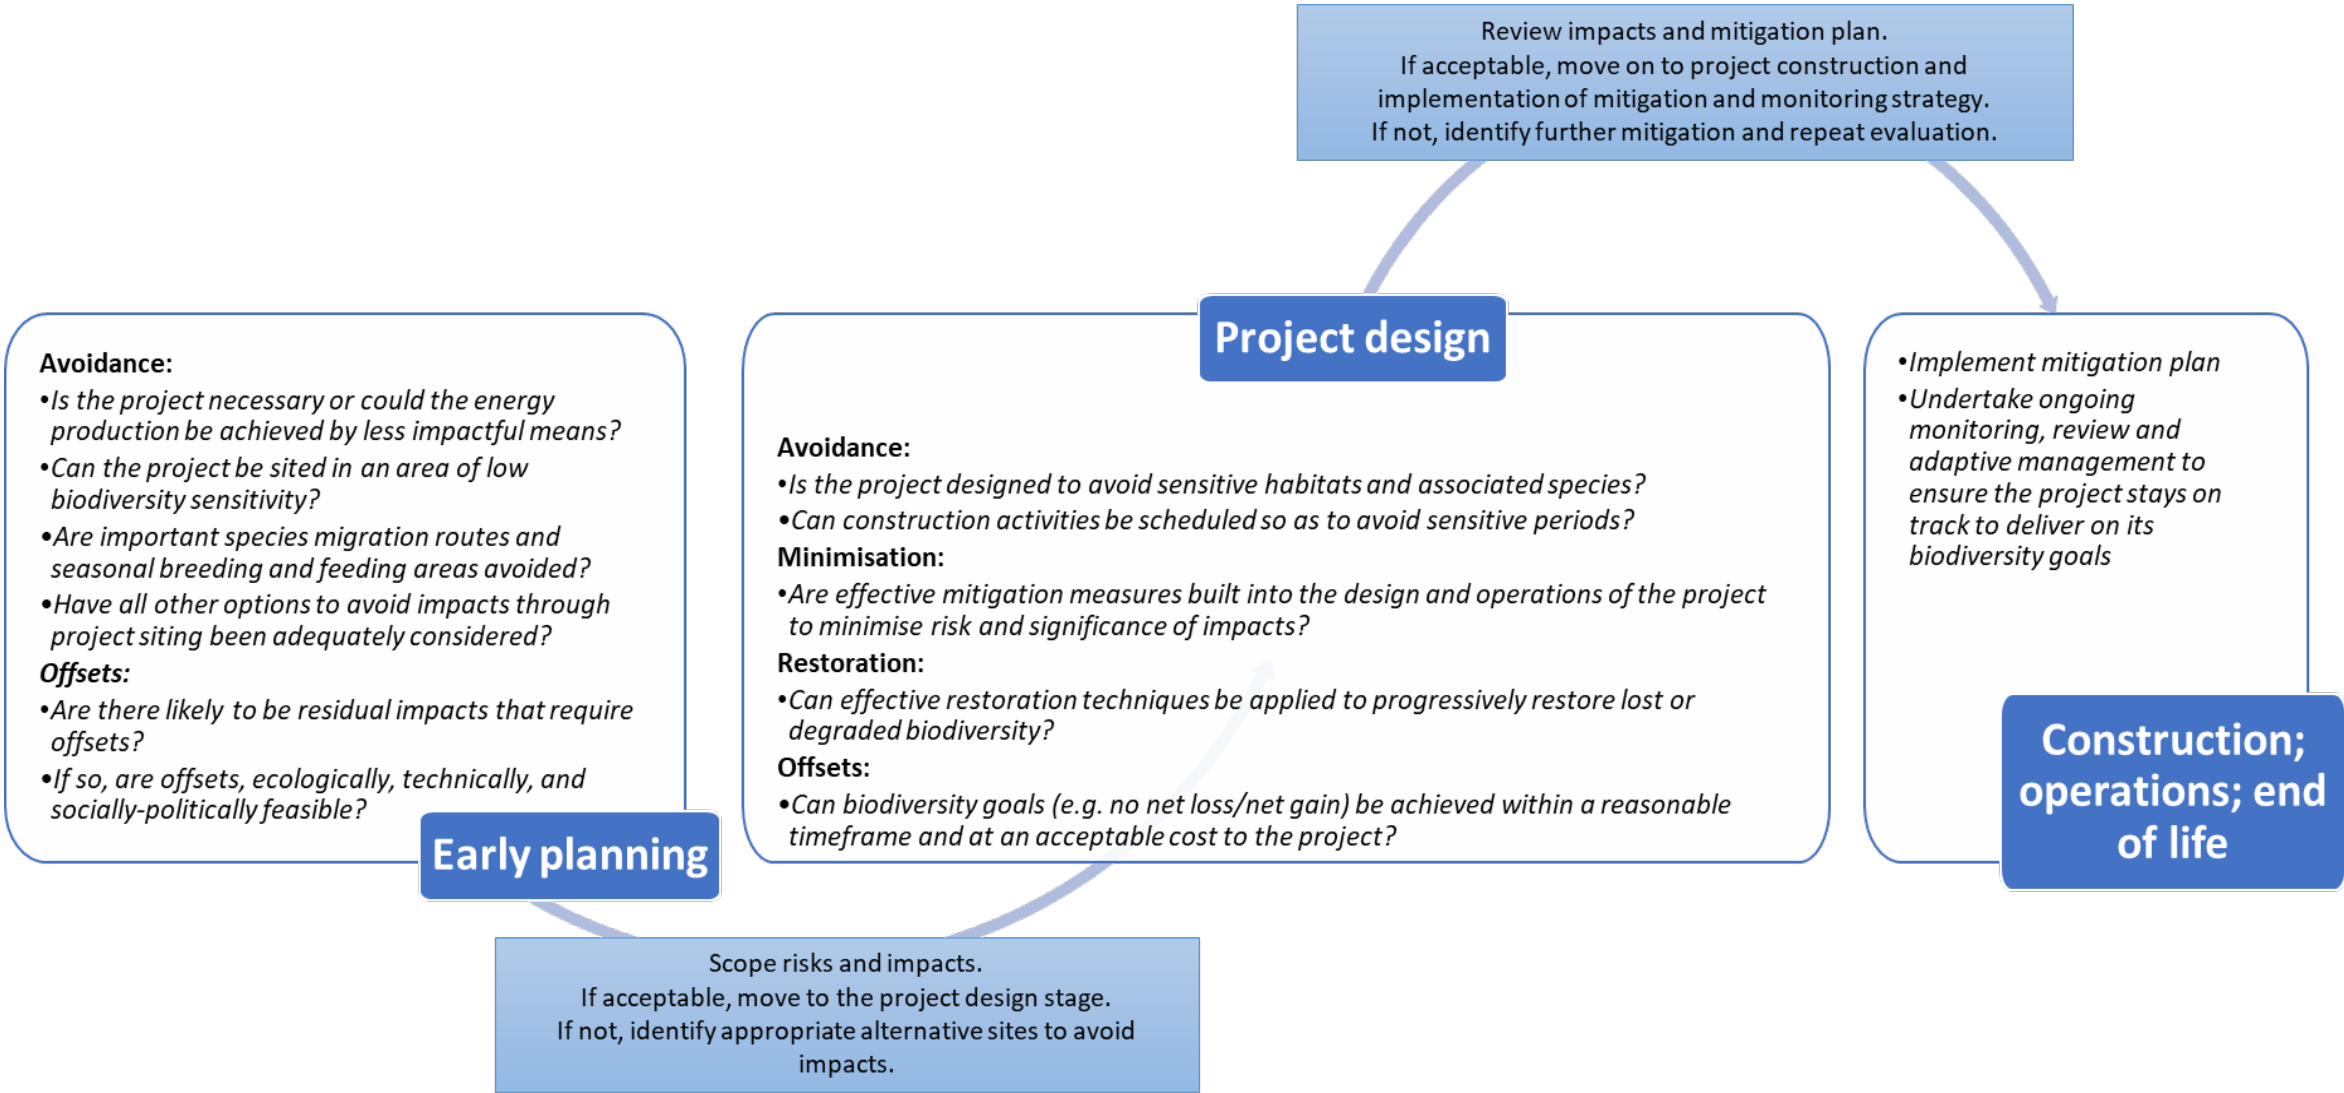 Review impacts and mitigation plan.
If acceptable, move on to project construction and
implementation of mitigation and monitoring strategy.
If not, identify further mitigation and repeat evaluation.
Avoidance:
•Is the project necessary or could the energy
production be achieved by less impactful means?
•Can the project be sited in an area of low
biodiversity sensitivity?
•Are important species migration routes and
seasonal breeding and feeding areas avoided?
•Have all other options to avoid impacts through
project siting been adequately considered?
Offsets:
•Are there likely to be residual impacts that require
offsets?
•If so, are offsets, ecologically, technically, and
socially-politically feasible?
Early planning
Scope risks and impacts.
If acceptable, move to the project design stage.
If not, identify appropriate alternative sites to avoid
impacts.
Project design
Avoidance:
•Is the project designed to avoid sensitive habitats and associated species?
•Can construction activities be scheduled so as to avoid sensitive periods?
Minimisation:
•Are effective mitigation measures built into the design and operations of the project
to minimise risk and significance of impacts?
Restoration:
•Can effective restoration techniques be applied to progressively restore lost or
degraded biodiversity?
Offsets:
•Can biodiversity goals (e.g. no net loss/net gain) be achieved within a reasonable
timeframe and at an acceptable cost to the project?
•Implement mitigation plan
•Undertake ongoing
monitoring, review and
adaptive management to
ensure the project stays on
track to deliver on its
biodiversity goals
Construction;
operations; end
of life